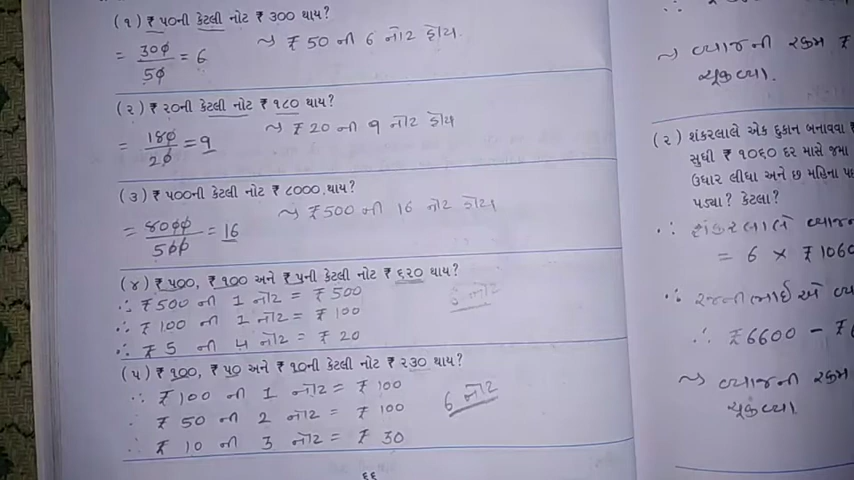 (૧) ₹ ૫૦ની કેટલી નોટ ₹ ૩૦૦ થાય?
= 300/50 = 6 ~> ₹ 50 ની 6 નોટ હોય.
(૨) ₹ ૨૦ની કેટલી નોટ ₹ ૧૮૦ થાય?
= 180/20 = 9 ~> ₹ 20 ની 9 નોટ હોય
(૩) ₹ ૫૦૦ની કેટલી નોટ ₹ ૮૦૦૦ થાય?
= 8000/500 = 16 ~> ₹500 ની 16 નોટ હોય
(૪) ₹ ૫૦૦, ₹ ૧૦૦ અને ₹ ૫ની કેટલી નોટ ₹ ૬૨૦ થાય?
∴ ₹500 ની 1 નોટ = ₹ 500
∴ ₹ 100 ની 1 નોટ = ₹ 100
∴ ₹ 5 ની 4 નોટ = ₹ 20
નોટ
(૫) ₹ ૧૦૦, ₹ ૫૦ અને ₹ ૧૦ની કેટલી નોટ ₹ ૨૩૦ થાય?
∴ ₹ 100 ની 1 નોટ = ₹ 100
₹ 50 ની 2 નોટ = ₹ 100
∴ ₹ 10 ની 3 નોટ = ₹ 30
6 નોટ
૬૬
~> વ્યાજની રકમ ₹
ચૂકવ્યા.
(૨) શંકરલાલે એક દુકાન બનાવવા ₹
સુધી ₹ ૧૦૬૦ દર માસે જમા
ઉધાર લીધા અને છ મહિના પછી
પડ્યા? કેટલા?
∴ શંકરલાલે વ્યાજ
= 6 × ₹ 1060
∴ રજનીભાઈએ
∴ ₹6600 - ₹
~> વ્યાજની રકમ
ચૂકવ્યા.